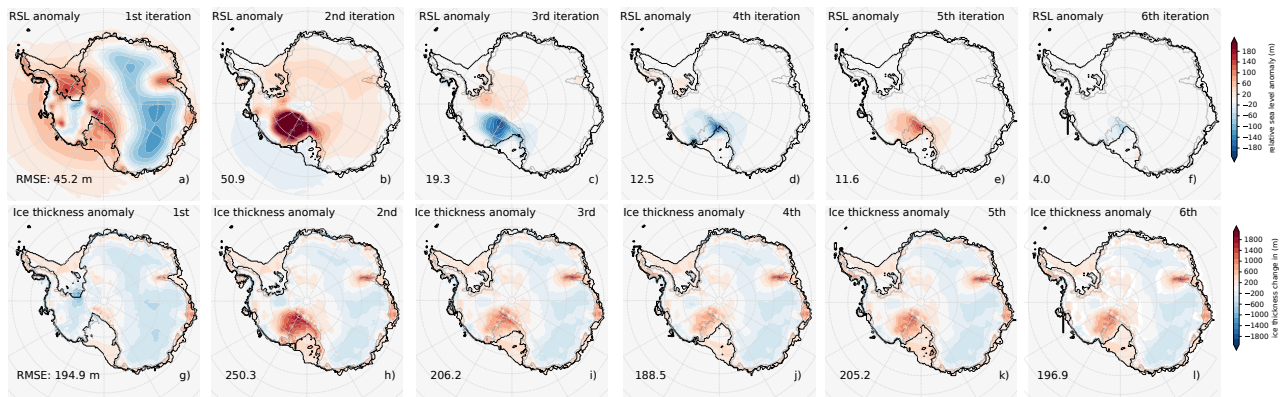 RSL anomaly 1st iteration
RSL anomaly 2nd iteration
RSL anomaly 3rd iteration
RSL anomaly 4th iteration
RSL anomaly 5th iteration
RSL anomaly 6th iteration
RMSE: 45.2 m a)
50.9 b)
19.3 c)
12.5 d)
11.6 e)
4.0 f)
180
140
100
60
20
−20
−60
−100
−140
−180
relative sea level anomaly (m)
Ice thickness anomaly 1st
Ice thickness anomaly 2nd
Ice thickness anomaly 3rd
Ice thickness anomaly 4th
Ice thickness anomaly 5th
Ice thickness anomaly 6th
RMSE: 194.9 m g)
250.3 h)
206.2 i)
188.5 j)
205.2 k)
196.9 l)
1800
1400
1000
600
200
−200
−600
−1000
−1400
−1800
ice thickness change in (m)